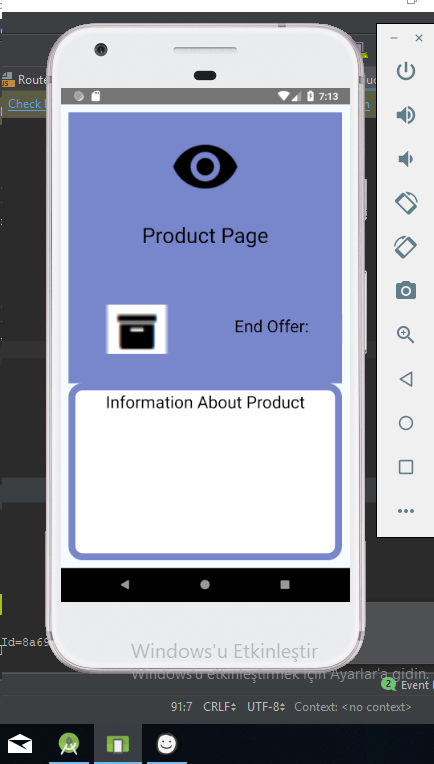 Route
Check
7:13
Product Page
End Offer:
Information About Product
Id=8a69
Windows'u Etkinleştir
Windows'u etkinleştirmek için Ayarlar'a gidin.
2 Event
91:7 CRLF UTF-8 Context: <no context>